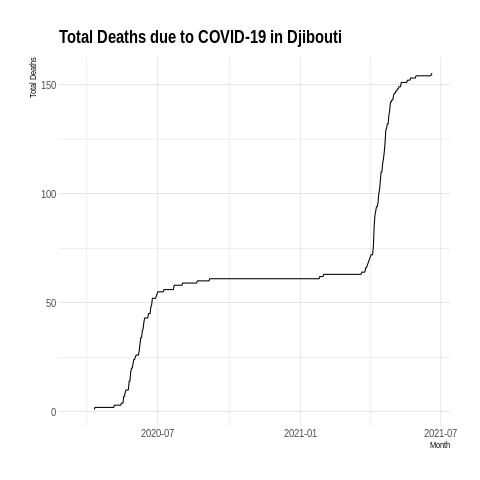 Total Deaths due to COVID-19 in Djibouti
Total Deaths
150
100
50
0
2020-07
2021-01
2021-07
Month